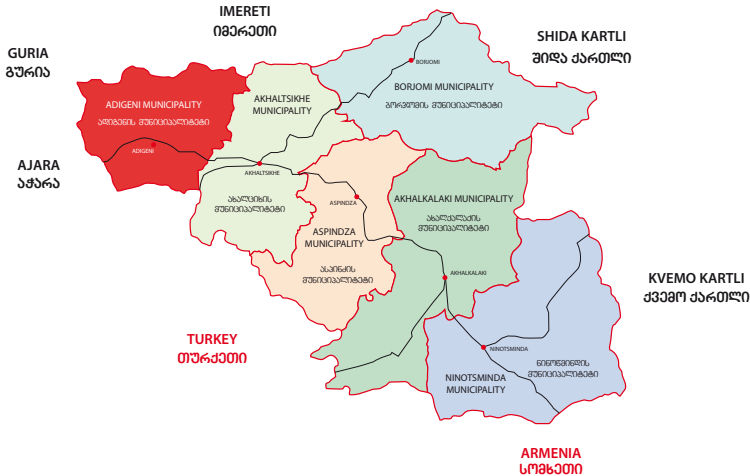 IMERETI
ᲘᲛᲔᲠᲔᲗᲘ
GURIA
ᲒᲣᲠᲘᲐ
SHIDA KARTLI
ᲨᲘᲓᲐ ᲥᲐᲠᲗᲚᲘ
BORJOMI
BORJOMI MUNICIPALITY
ᲑᲝᲠᲯᲝᲛᲘᲡ ᲛᲣᲜᲘᲪᲘᲞᲐᲚᲘᲢᲔᲢᲘ
ADIGENI MUNICIPALITY
ᲐᲓᲘᲒᲔᲜᲘᲡ ᲛᲣᲜᲘᲪᲘᲞᲐᲚᲘᲢᲔᲢᲘ
ADIGENI
AKHALTSIKHE
MUNICIPALITY
AJARA
ᲐᲭᲐᲠᲐ
AKHALTSIKHE
ᲐᲮᲐᲚᲪᲘᲮᲘᲡ
ᲛᲣᲜᲘᲪᲘᲞᲐᲚᲘᲢᲔᲢᲘ
ASPINDZA
ASPINDZA
MUNICIPALITY
ᲐᲡᲞᲘᲜᲫᲘᲡ
ᲛᲣᲜᲘᲪᲘᲞᲐᲚᲘᲢᲔᲢᲘ
AKHALKALAKI MUNICIPALITY
ᲐᲮᲐᲚᲥᲐᲚᲐᲥᲘᲡ
ᲛᲣᲜᲘᲪᲘᲞᲐᲚᲘᲢᲔᲢᲘ
AKHALKALAKI
KVEMO KARTLI
ᲥᲕᲔᲛᲝ ᲥᲐᲠᲗᲚᲘ
TURKEY
ᲗᲣᲠᲥᲔᲗᲘ
NINOTSMINDA
ᲜᲘᲜᲝᲬᲛᲘᲜᲓᲘᲡ
ᲛᲣᲜᲘᲪᲘᲞᲐᲚᲘᲢᲔᲢᲘ
NINOTSMINDA
MUNICIPALITY
ARMENIA
ᲡᲝᲛᲮᲔᲗᲘ